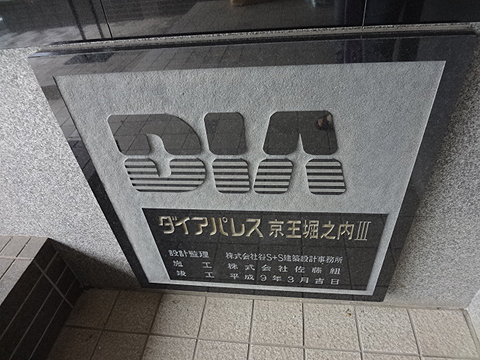 DIA
ダイアパレス 京王堀之内III
設計監理 株式会社谷S+S建築設計事務所
施工 株式会社佐藤組
竣工 平成9年3月吉日